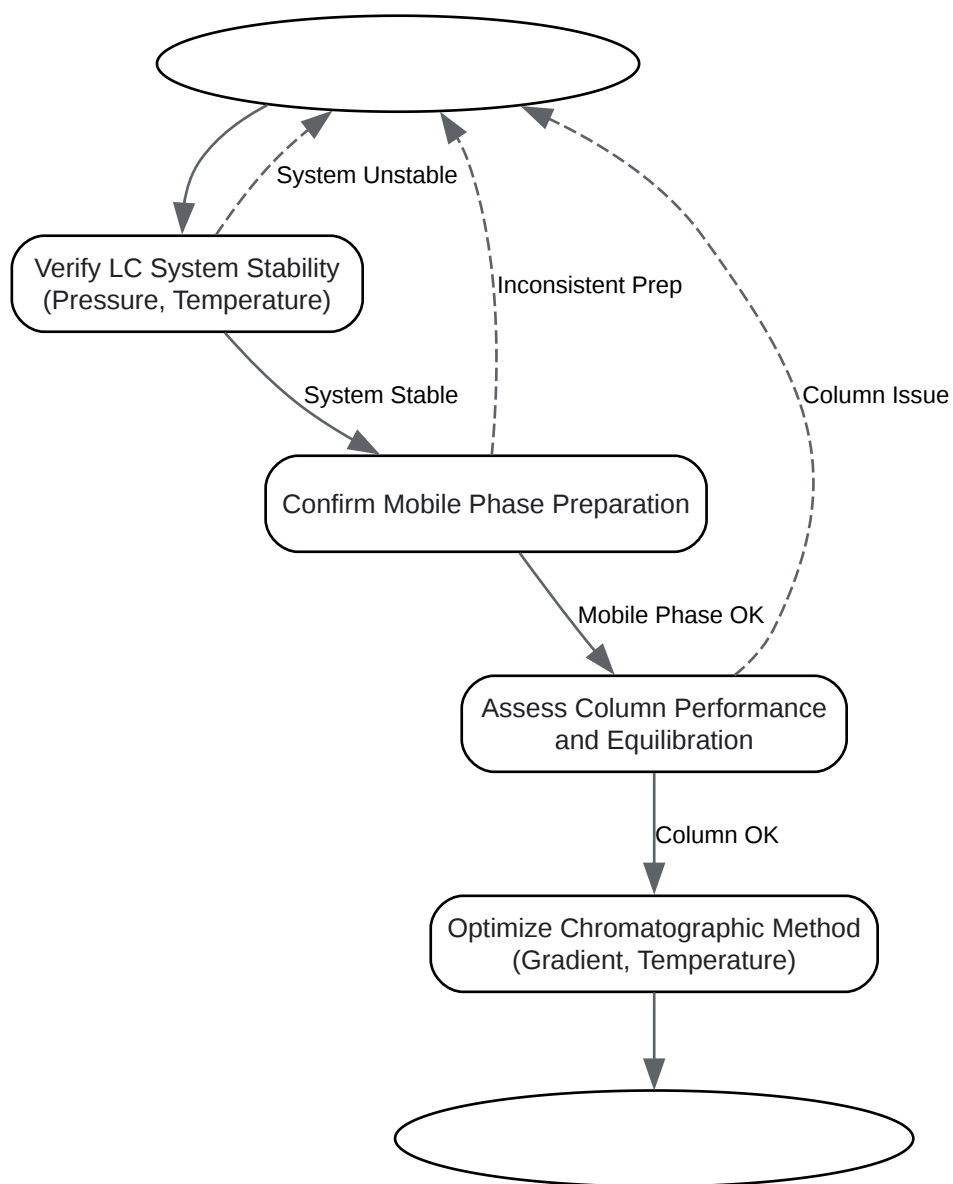 System Unstable
Verify LC System Stability
(Pressure, Temperature)
Inconsistent Prep
System Stable
Column Issue
Confirm Mobile Phase Preparation
Mobile Phase OK
Assess Column Performance
and Equilibration
Column OK
Optimize Chromatographic Method
(Gradient, Temperature)